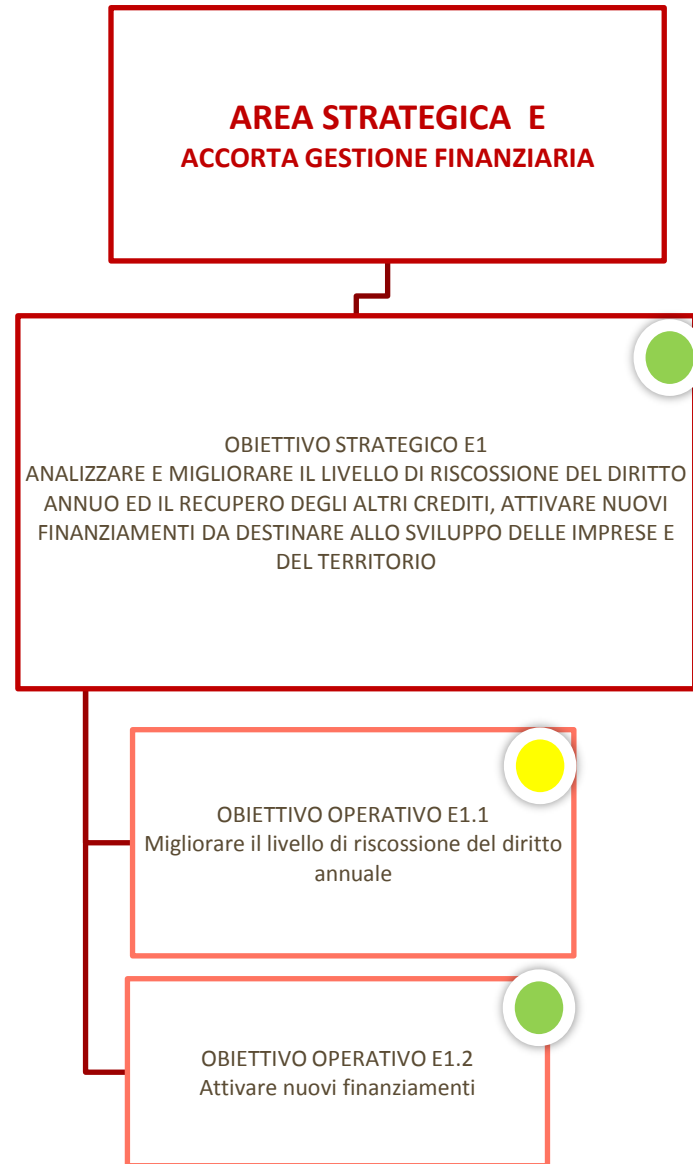 AREA STRATEGICA E
ACCORTA GESTIONE FINANZIARIA
OBIETTIVO STRATEGICO E1
ANALIZZARE E MIGLIORARE IL LIVELLO DI RISCOSSIONE DEL DIRITTO
ANNUO ED IL RECUPERO DEGLI ALTRI CREDITI, ATTIVARE NUOVI
FINANZIAMENTI DA DESTINARE ALLO SVILUPPO DELLE IMPRESE E
DEL TERRITORIO
OBIETTIVO OPERATIVO E1.1
Migliorare il livello di riscossione del diritto
annuale
OBIETTIVO OPERATIVO E1.2
Attivare nuovi finanziamenti